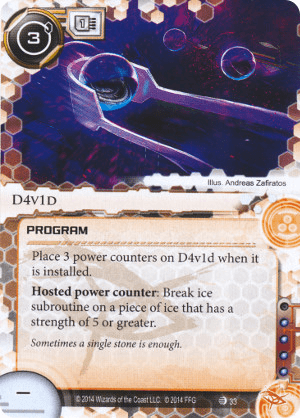 3
1
Illus. Andreas Zafiratos
D4V1D
PROGRAM
Place 3 power counters on D4v1d when it
is installed.
Hosted power counter: Break ice
subroutine on a piece of ice that has a
strength of 5 or greater.
Sometimes a single stone is enough.
–
© 2014 Wizards of the Coast LLC. © 2014 FFG
33